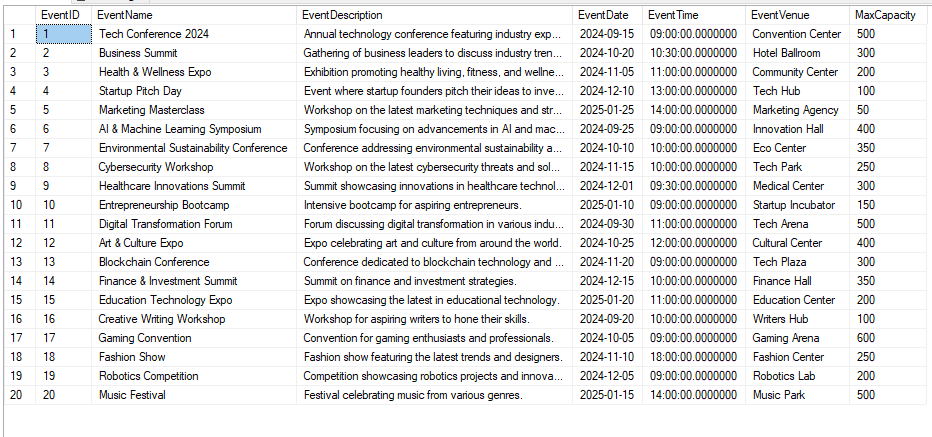 EventID EventName EventDescription EventDate EventTime EventVenue MaxCapacity
1 1 Tech Conference 2024 Annual technology conference featuring industry exp... 2024-09-15 09:00:00.0000000 Convention Center 500
2 2 Business Summit Gathering of business leaders to discuss industry tren... 2024-10-20 10:30:00.0000000 Hotel Ballroom 300
3 3 Health & Wellness Expo Exhibition promoting healthy living, fitness, and wellne... 2024-11-05 11:00:00.0000000 Community Center 200
4 4 Startup Pitch Day Event where startup founders pitch their ideas to inve... 2024-12-10 13:00:00.0000000 Tech Hub 100
5 5 Marketing Masterclass Workshop on the latest marketing techniques and str... 2025-01-25 14:00:00.0000000 Marketing Agency 50
6 6 AI & Machine Learning Symposium Symposium focusing on advancements in AI and mac... 2024-09-25 09:00:00.0000000 Innovation Hall 400
7 7 Environmental Sustainability Conference Conference addressing environmental sustainability a... 2024-10-10 10:00:00.0000000 Eco Center 350
8 8 Cybersecurity Workshop Workshop on the latest cybersecurity threats and sol... 2024-11-15 10:00:00.0000000 Tech Park 250
9 9 Healthcare Innovations Summit Summit showcasing innovations in healthcare technol... 2024-12-01 09:30:00.0000000 Medical Center 300
10 10 Entrepreneurship Bootcamp Intensive bootcamp for aspiring entrepreneurs. 2025-01-10 09:00:00.0000000 Startup Incubator 150
11 11 Digital Transformation Forum Forum discussing digital transformation in various indu... 2024-09-30 11:00:00.0000000 Tech Arena 500
12 12 Art & Culture Expo Expo celebrating art and culture from around the world. 2024-10-25 12:00:00.0000000 Cultural Center 400
13 13 Blockchain Conference Conference dedicated to blockchain technology and ... 2024-11-20 09:00:00.0000000 Tech Plaza 300
14 14 Finance & Investment Summit Summit on finance and investment strategies. 2024-12-15 10:00:00.0000000 Finance Hall 350
15 15 Education Technology Expo Expo showcasing the latest in educational technology. 2025-01-20 11:00:00.0000000 Education Center 200
16 16 Creative Writing Workshop Workshop for aspiring writers to hone their skills. 2024-09-20 10:00:00.0000000 Writers Hub 100
17 17 Gaming Convention Convention for gaming enthusiasts and professionals. 2024-10-05 09:00:00.0000000 Gaming Arena 600
18 18 Fashion Show Fashion show featuring the latest trends and designers. 2024-11-10 18:00:00.0000000 Fashion Center 250
19 19 Robotics Competition Competition showcasing robotics projects and innova... 2024-12-05 09:00:00.0000000 Robotics Lab 200
20 20 Music Festival Festival celebrating music from various genres. 2025-01-15 14:00:00.0000000 Music Park 500